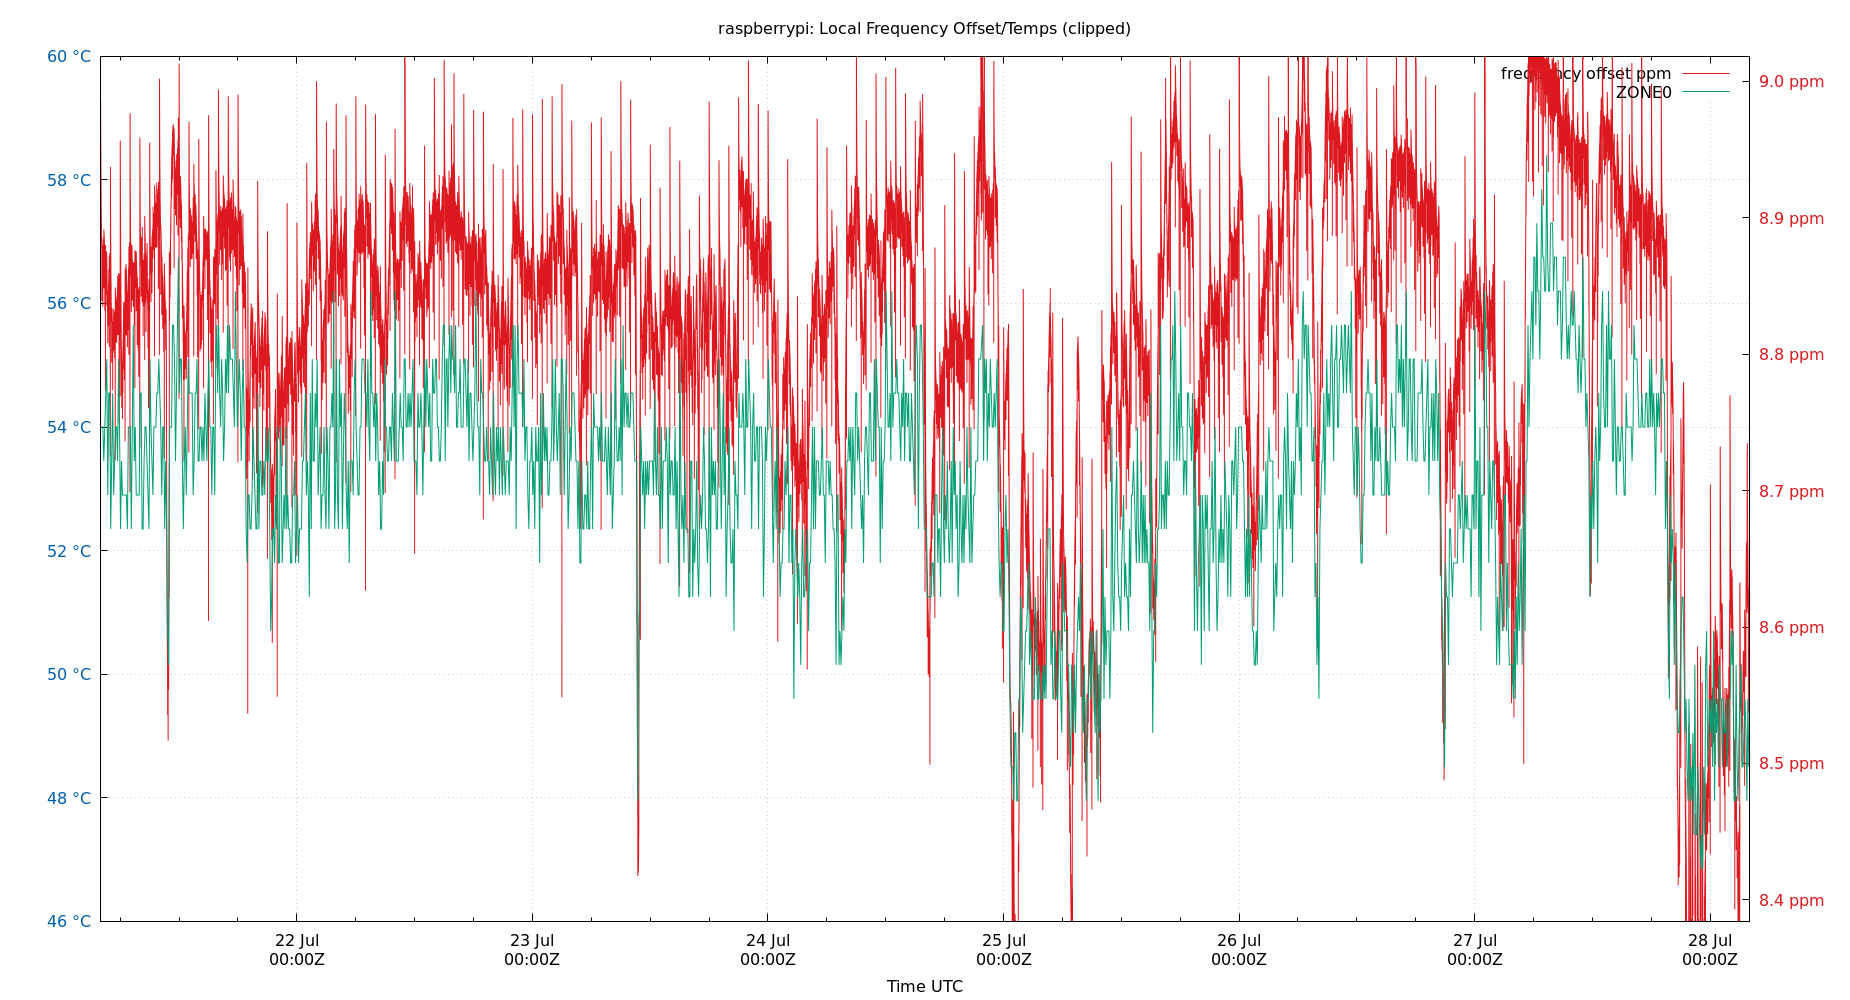 raspberrypi: Local Frequency Offset/Temps (clipped)
60 °C
58 °C
56 °C
54 °C
52 °C
50 °C
48 °C
46 °C
frequency offset ppm
ZONE0
9.0 ppm
8.9 ppm
8.8 ppm
8.7 ppm
8.6 ppm
8.5 ppm
8.4 ppm
22 Jul
00:00Z
23 Jul
00:00Z
24 Jul
00:00Z
25 Jul
00:00Z
26 Jul
00:00Z
27 Jul
00:00Z
28 Jul
00:00Z
Time UTC